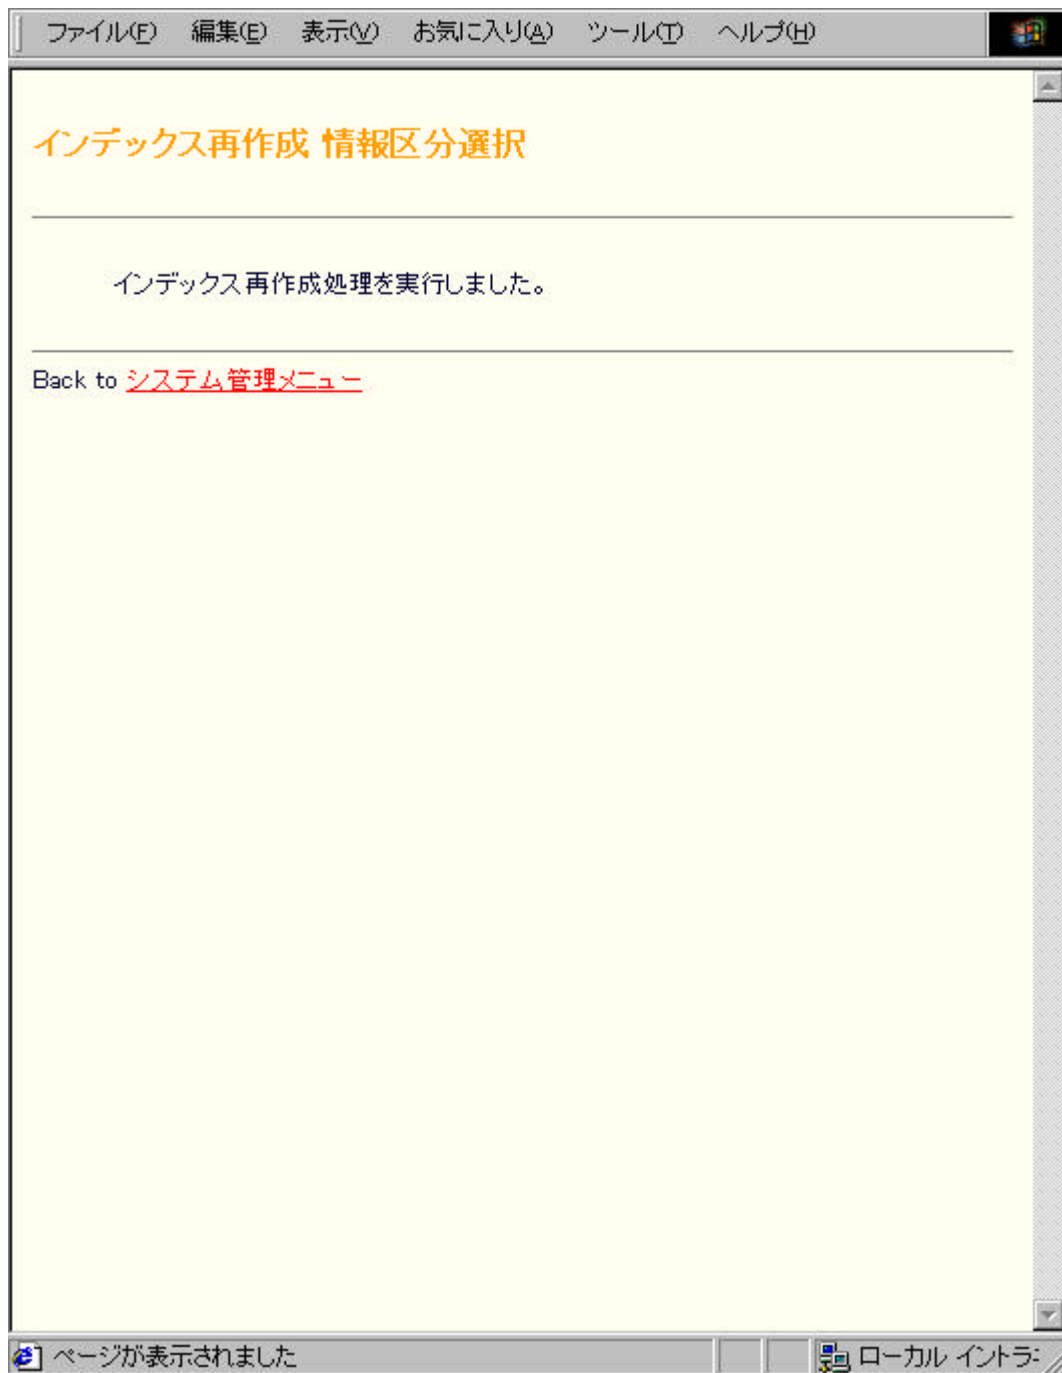 ファイル(F) 編集(E) 表示(V) お気に入り(A) ツール(T) ヘルプ(H)
インデックス再作成 情報区分選択
インデックス再作成処理を実行しました。
Back to システム管理メニュー
ページが表示されました
ローカル イントラ